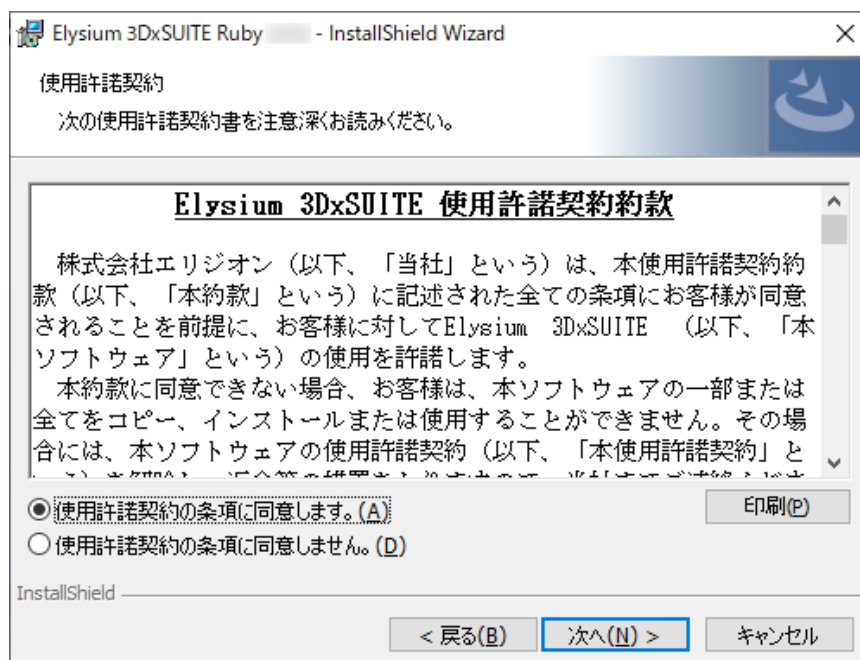 Elysium 3DxSUITE Ruby - InstallShield Wizard
使用許諾契約
次の使用許諾契約書を注意深くお読みください。
Elysium 3DxSUITE 使用許諾契約約款
株式会社エリジオン（以下、「当社」という）は、本使用許諾契約約
款（以下、「本約款」という）に記述された全ての条項にお客様が同意
されることを前提に、お客様に対してElysium 3DxSUITE （以下、「本
ソフトウェア」という）の使用を許諾します。
本約款に同意できない場合、お客様は、本ソフトウェアの一部または
全てをコピー、インストールまたは使用することができません。その場
合には、本ソフトウェアの使用許諾契約（以下、「本使用許諾契約」と
使用許諾契約の条項に同意します。(A)
印刷(P)
使用許諾契約の条項に同意しません。(D)
InstallShield
< 戻る(B)
次へ(N) >
キャンセル